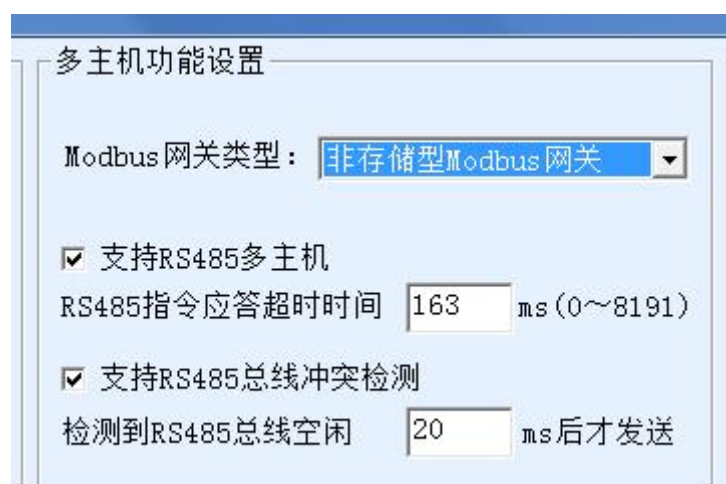 多主机功能设置
Modbus网关类型： 非存储型Modbus网关
支持RS485多主机
RS485指令应答超时时间 163 ms(0～8191)
支持RS485总线冲突检测
检测到RS485总线空闲 20 ms后才发送